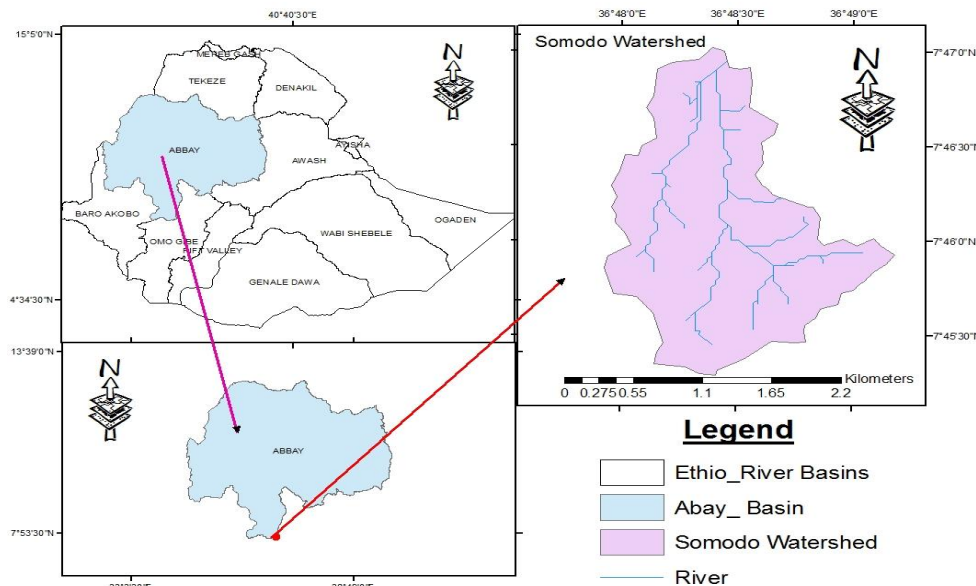 40°40'3.0"E
15°5'0"N
N
MEREB GASH
TEKEZE
DENAKIL
ABBAY
AYISHA
AWASH
BARO AKOBO
OGADEN
WABI SHEBELE
OMO GIBE
RIFT VALLEY
GENALE DAWA
4°34'30"N
13°39'0"N
N
ABBAY
7°53'30"N
36°48'0"E
36°48'30"E
36°49'0"E
Somodo Watershed
N
7°47'0"N
7°46'30"N
7°46'0"N
7°45'30"N
Kilometers
0 0.275 0.55 1.1 1.65 2.2
Legend
Ethio_River Basins
Abay_ Basin
Somodo Watershed
River